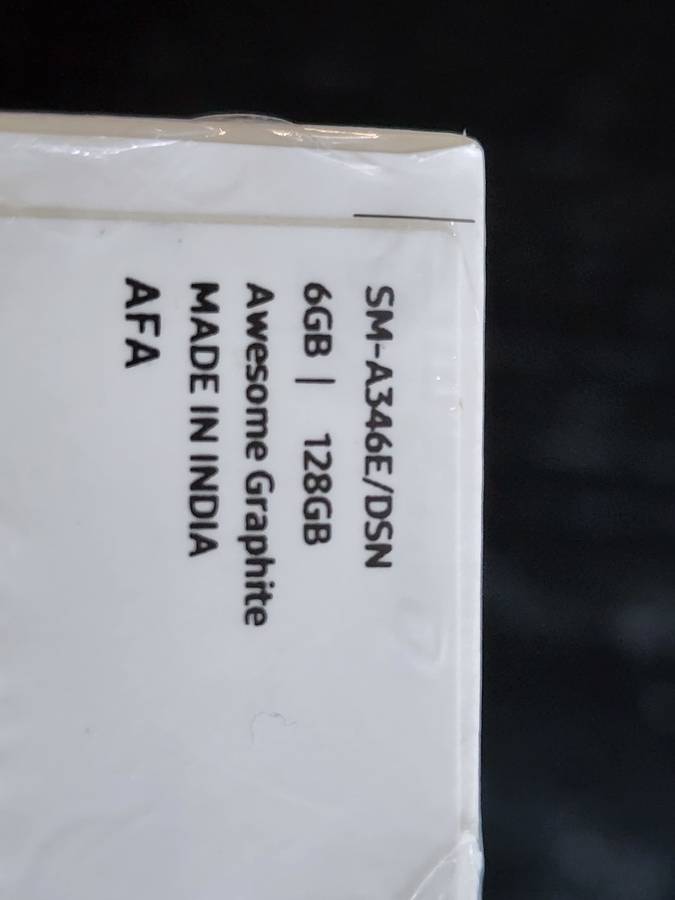 SM-A346E/DSN
6GB | 128GB
Awesome Graphite
MADE IN INDIA
AFA